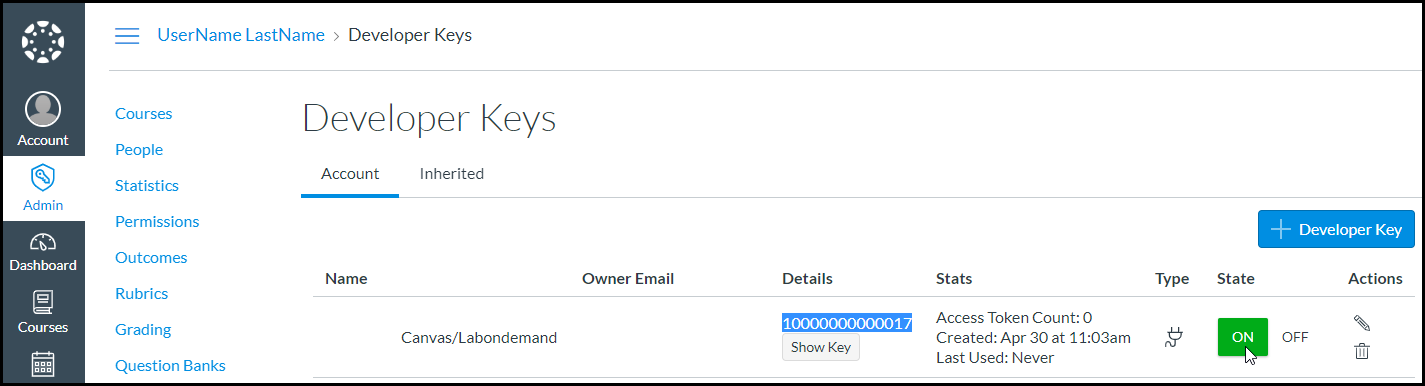 UserName LastName > Developer Keys
Account
Admin
Dashboard
Courses
Courses
People
Statistics
Permissions
Outcomes
Rubrics
Grading
Question Banks
Developer Keys
Account Inherited
+ Developer Key
Name Owner Email Details Stats Type State Actions
Canvas/Labondemand
10000000000017
Show Key
Access Token Count: 0
Created: Apr 30 at 11:03am
Last Used: Never
ON OFF